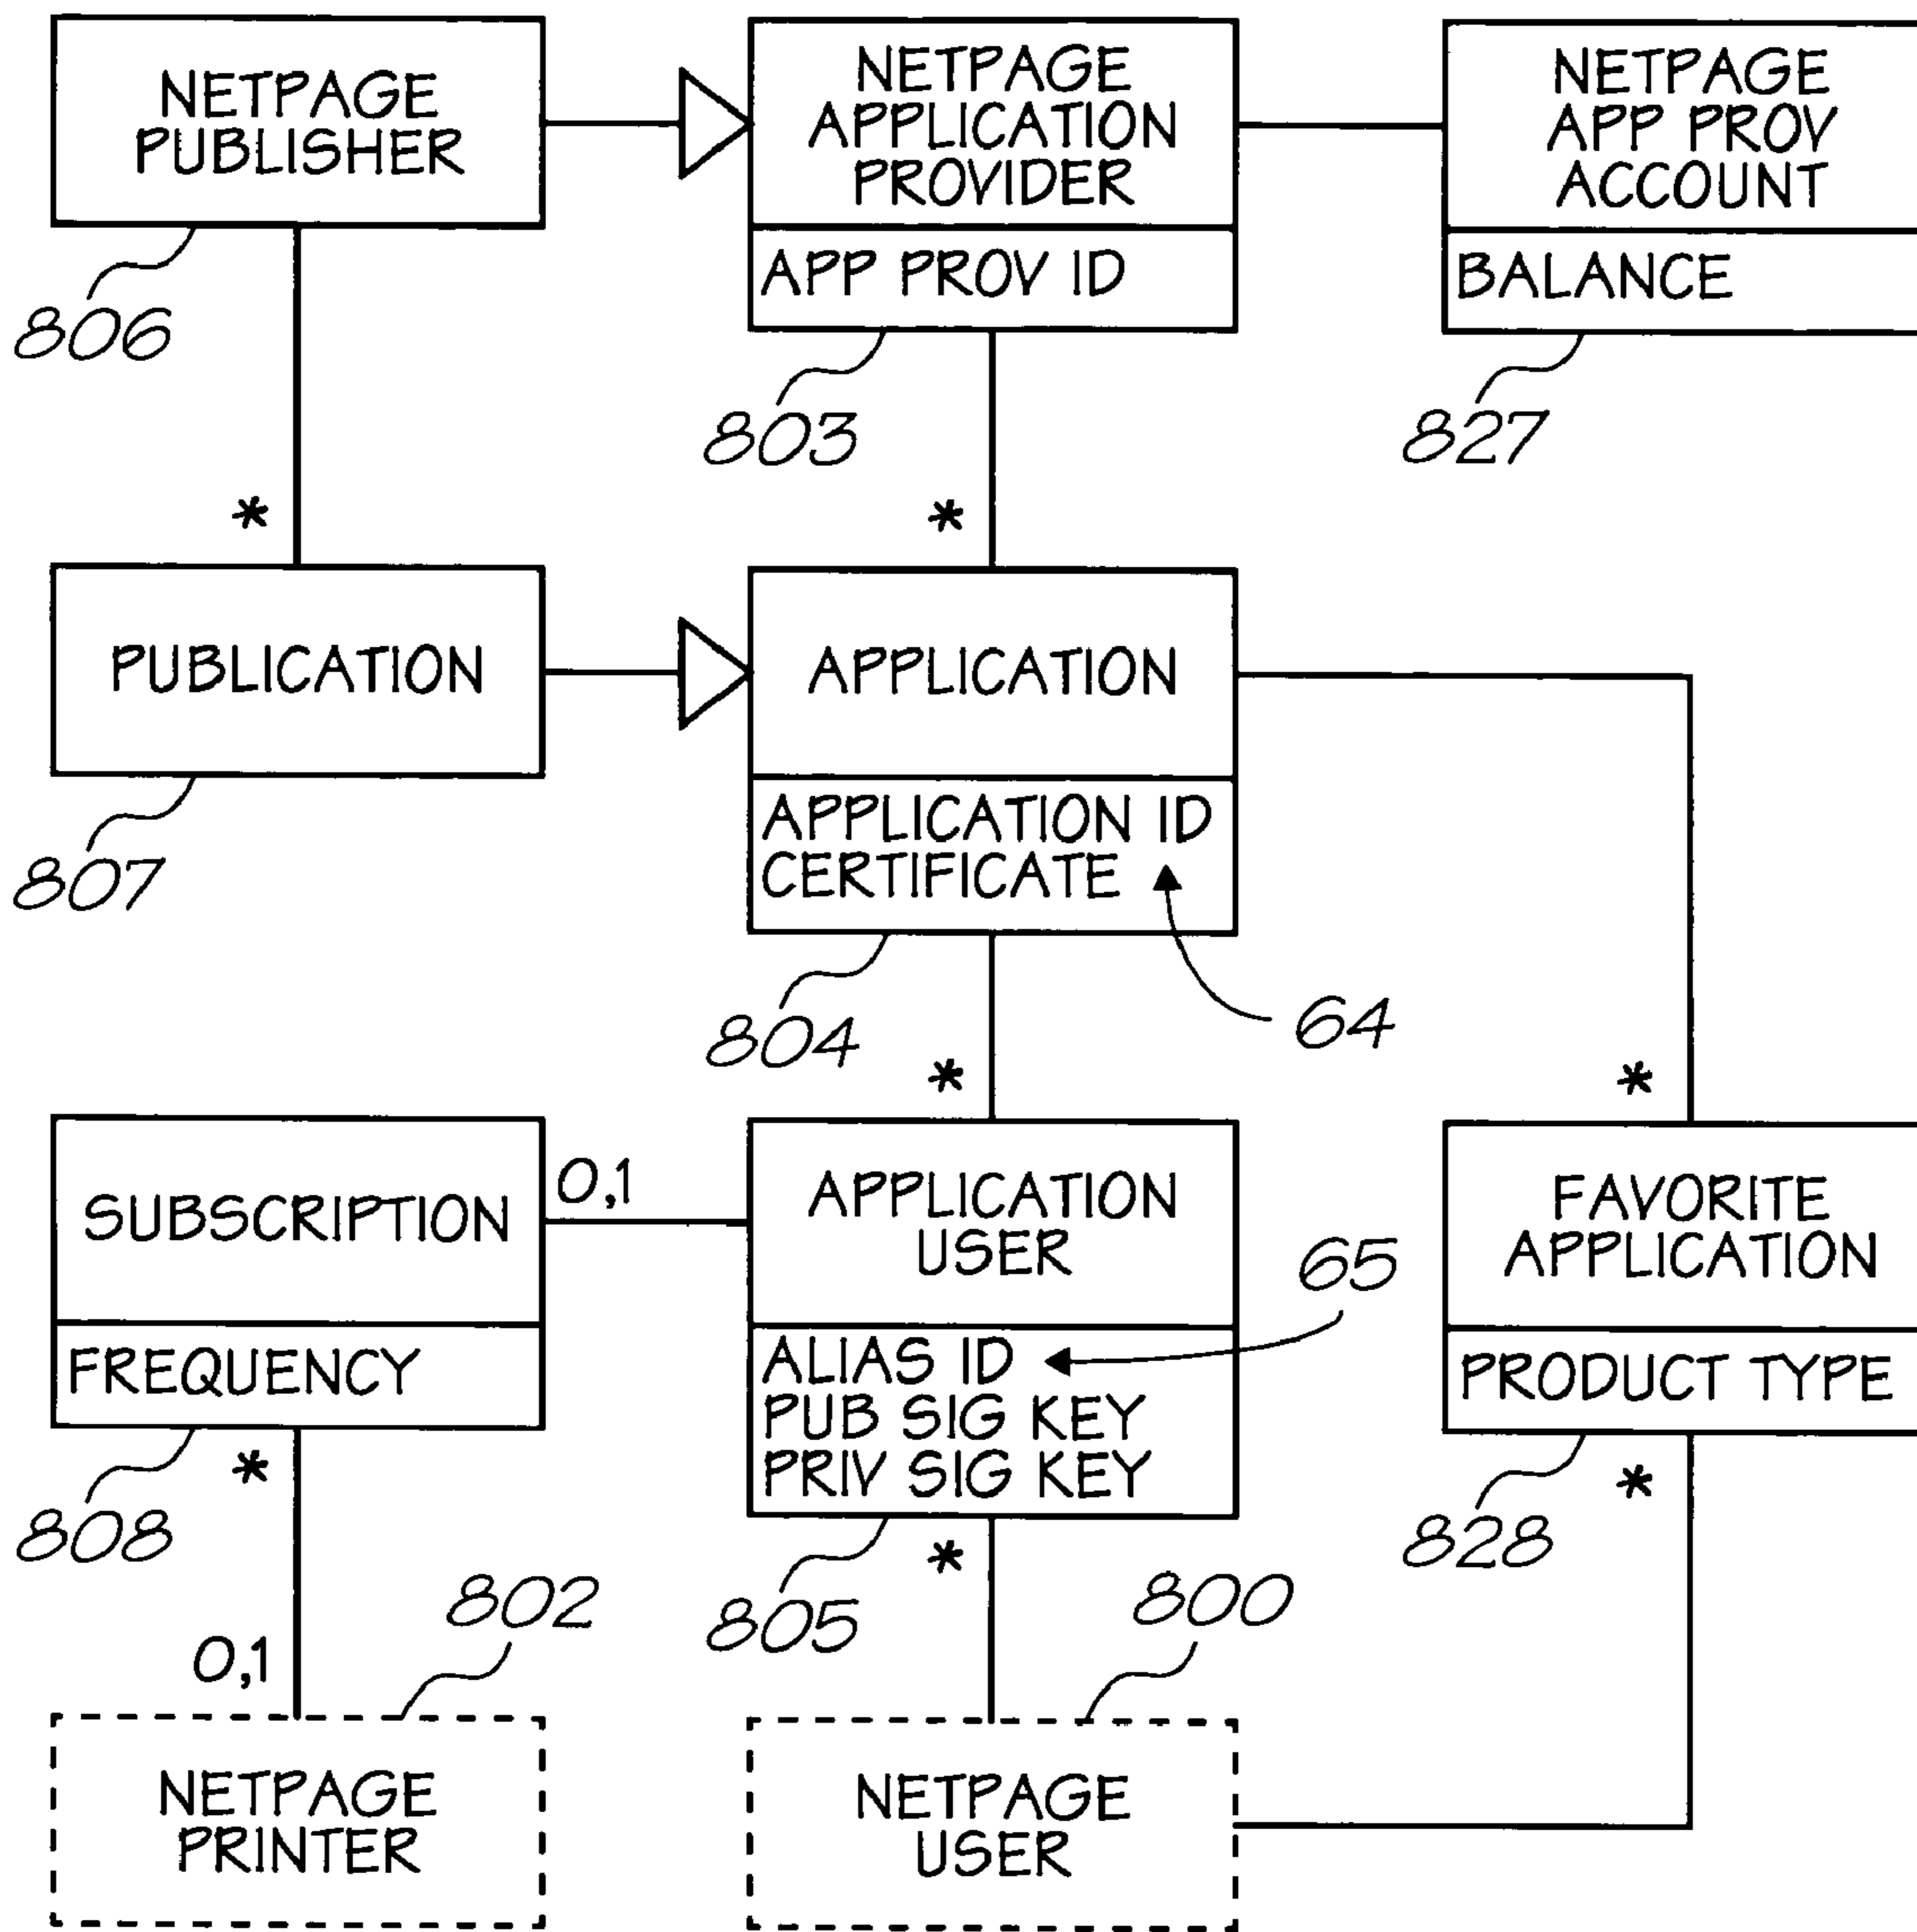 NETPAGE
PUBLISHER
NETPAGE
APPLICATION
PROVIDER
APP PROV ID
NETPAGE
APP PROV
ACCOUNT
BALANCE
806
803
827
*
*
PUBLICATION
APPLICATION
APPLICATION ID
CERTIFICATE
807
804
64
*
*
SUBSCRIPTION
FREQUENCY
0,1
APPLICATION
USER
ALIAS ID
PUB SIG KEY
PRIV SIG KEY
65
FAVORITE
APPLICATION
PRODUCT TYPE
808
*
805
*
828
*
802
800
0,1
NETPAGE
PRINTER
NETPAGE
USER